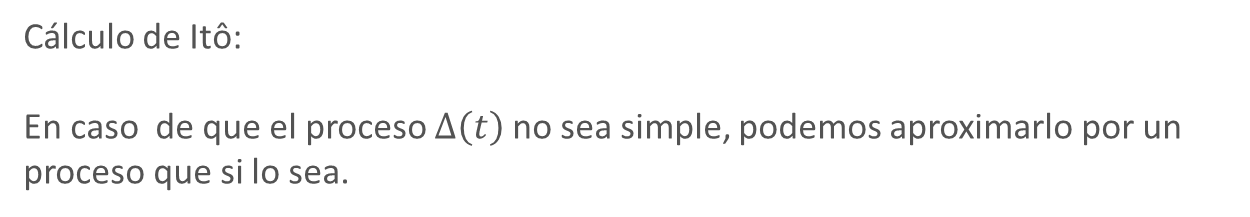 Cálculo de Itô:
En caso  de que el proceso Δ(t) no sea simple, podemos aproximarlo por un
proceso que si lo sea.